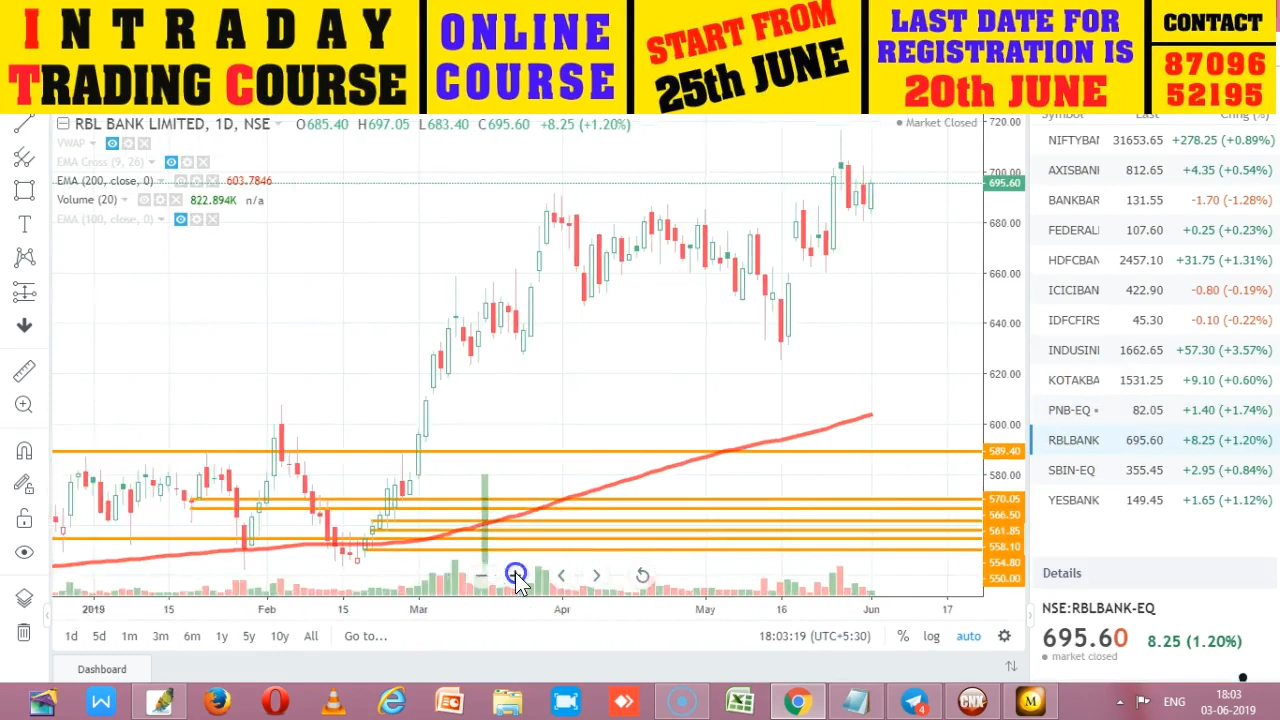 INTRADAY
TRADING COURSE
ONLINE
COURSE
START FROM
25th JUNE
LAST DATE FOR
REGISTRATION IS
20th JUNE
CONTACT
87096
52195
RBL BANK LIMITED, 1D, NSE O685.40 H697.05 L683.40 C695.60 +8.25 (+1.20%)
Market Closed
VWAP
EMA Cross (9, 26)
EMA (200, close, 0) 603.7846
Volume (20) 822.894K n/a
EMA (100, close, 0)
720.00
700.00
695.60
680.00
660.00
640.00
620.00
600.00
589.40
580.00
570.05
566.50
561.85
558.10
554.80
550.00
2019 15 Feb 15 Mar Apr May 16 Jun 17
1d 5d 1m 3m 6m 1y 5y 10y All Go to...
18:03:19 (UTC+5:30) % log auto
Dashboard
NIFTYBAI 31653.65 +278.25 (+0.89%)
AXISBANI 812.65 +4.35 (+0.54%)
BANKBAR 131.55 -1.70 (-1.28%)
FEDERALI 107.60 +0.25 (+0.23%)
HDFCBAN 2457.10 +31.75 (+1.31%)
ICICIBAN 422.90 -0.80 (-0.19%)
IDFCFIRS 45.30 -0.10 (-0.22%)
INDUSINI 1662.65 +57.30 (+3.57%)
KOTAKBA 1531.25 +9.10 (+0.60%)
PNB-EQ 82.05 +1.40 (+1.74%)
RBLBANK 695.60 +8.25 (+1.20%)
SBIN-EQ 355.45 +2.95 (+0.84%)
YESBANK 149.45 +1.65 (+1.12%)
Details
NSE:RBLBANK-EQ
695.60 8.25 (1.20%)
market closed
ENG
18:03
03-06-2019